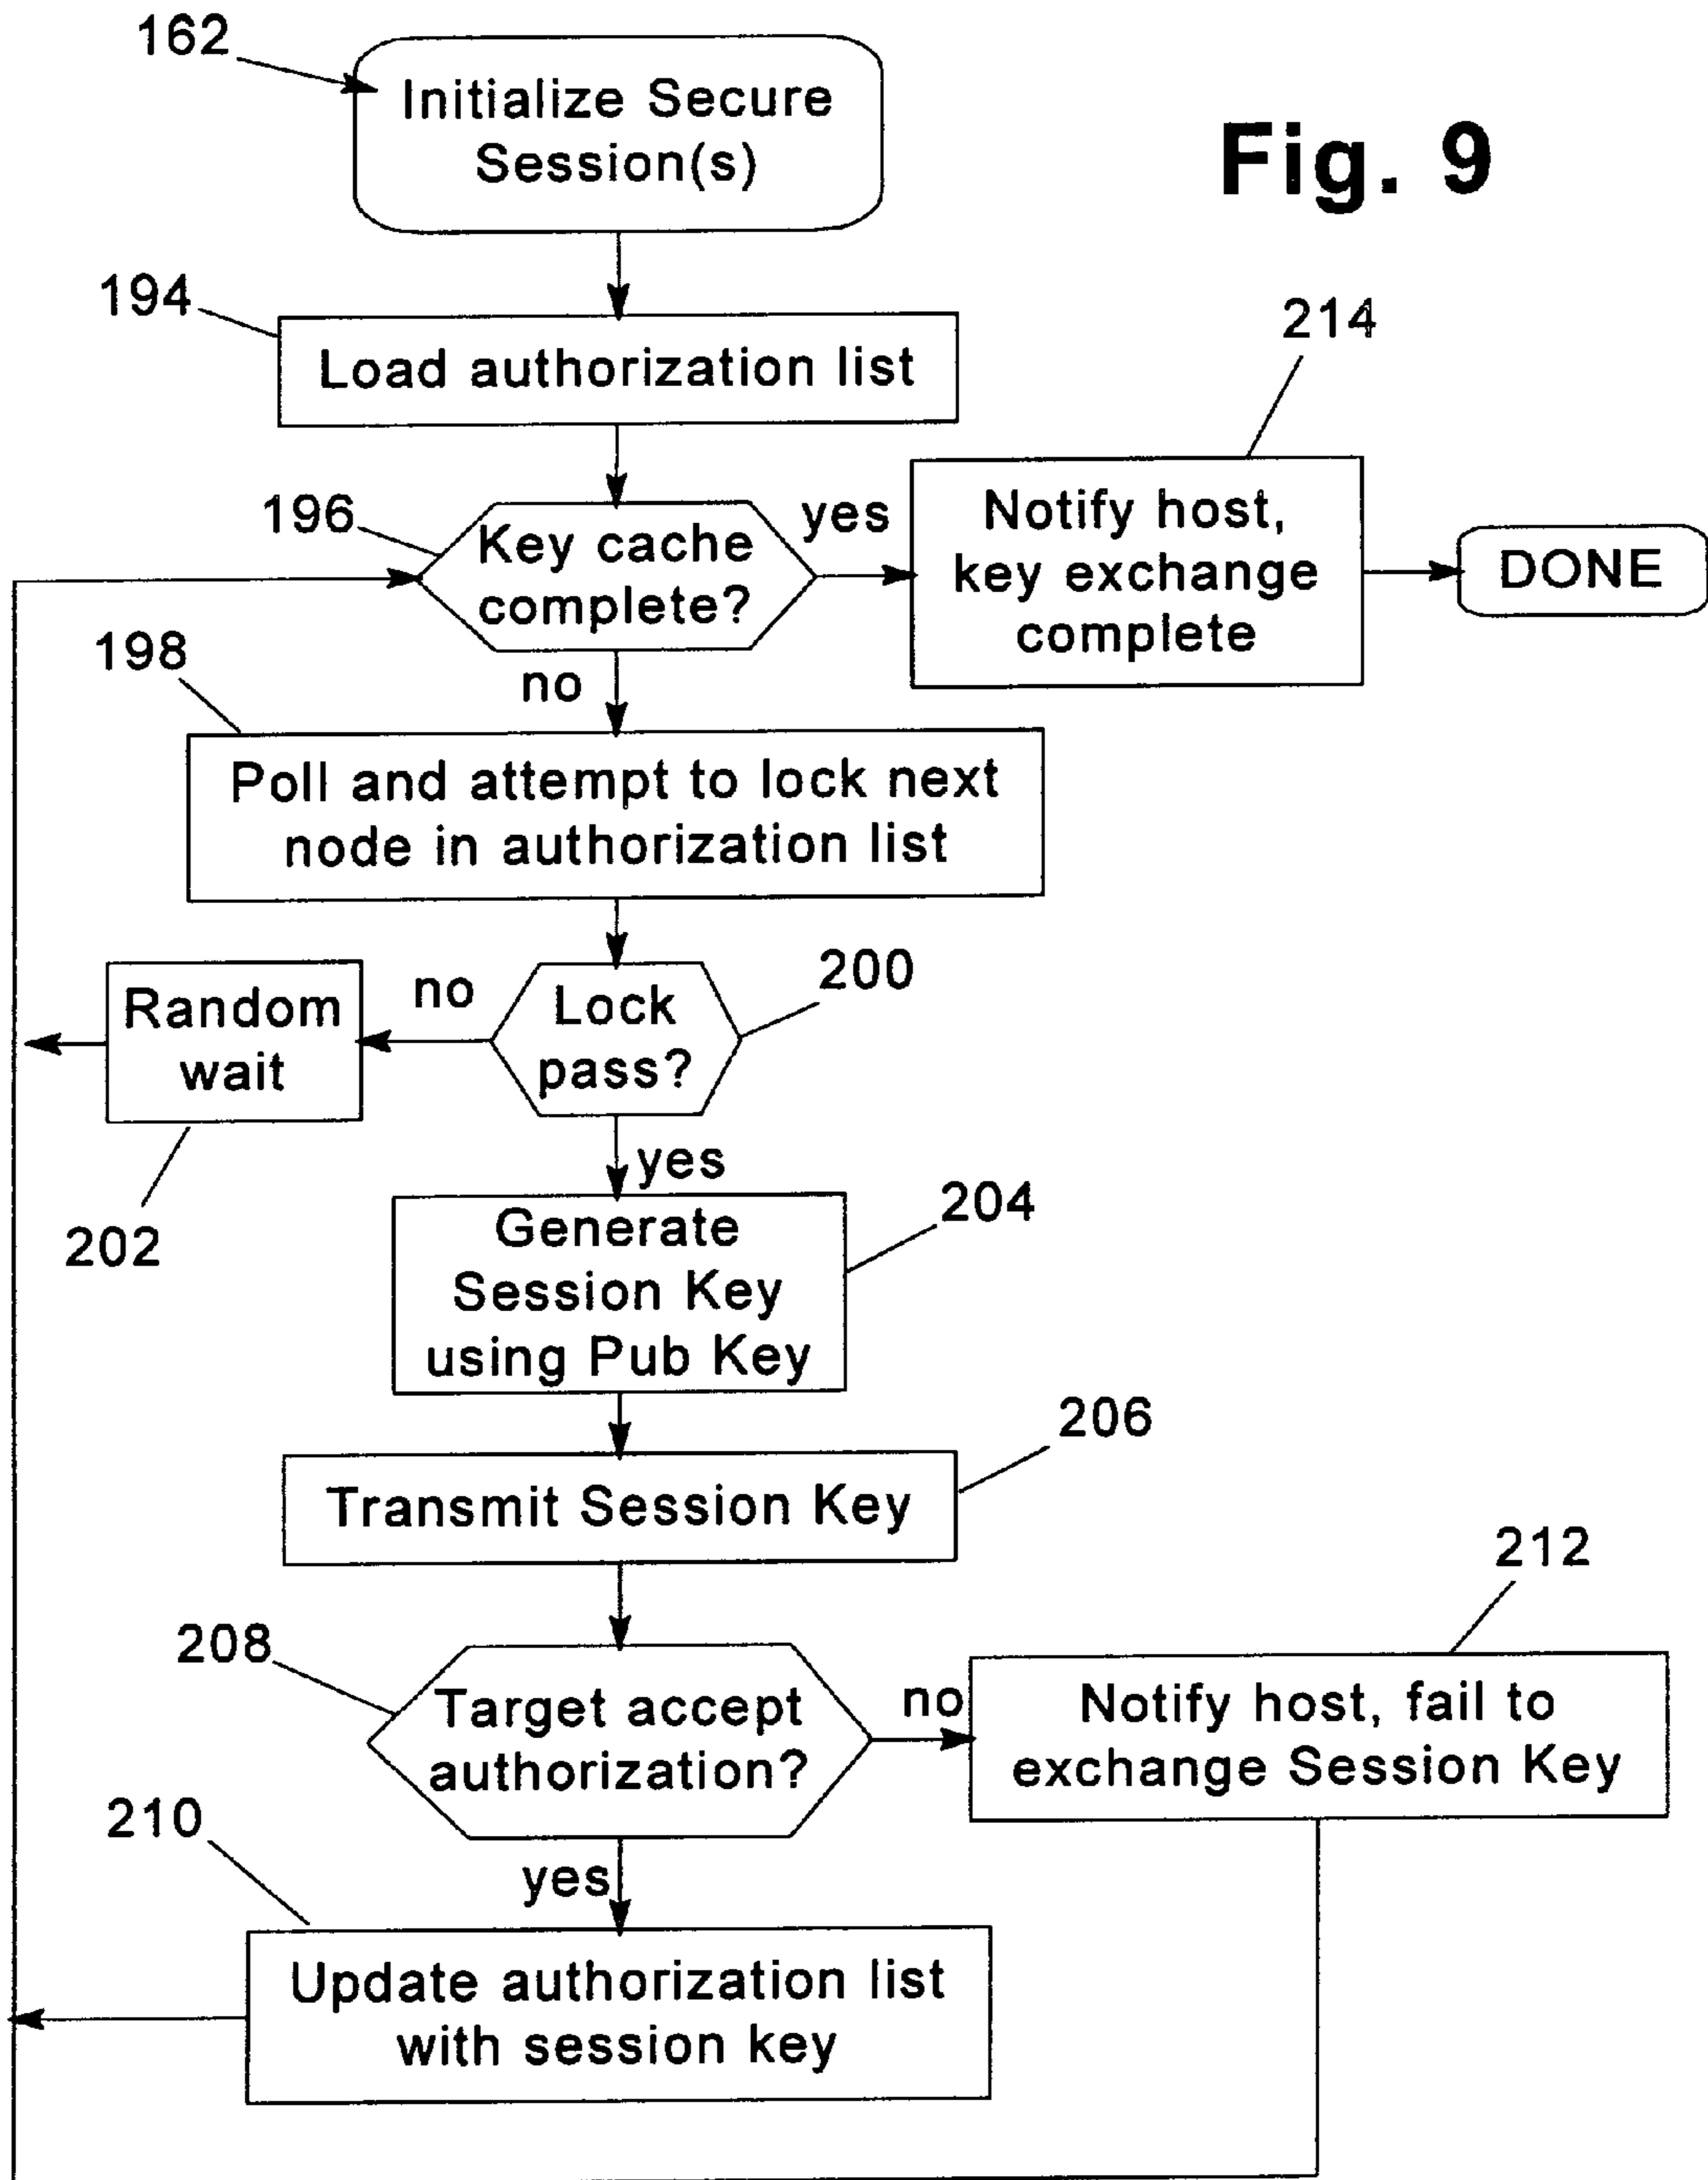 162
Initialize Secure
Session(s)
Fig. 9
194
Load authorization list
214
196
Key cache
complete?
yes
Notify host,
key exchange
complete
DONE
no
198
Poll and attempt to lock next
node in authorization list
200
Lock
pass?
no
Random
wait
202
yes
204
Generate
Session Key
using Pub Key
206
Transmit Session Key
208
Target accept
authorization?
no
212
Notify host, fail to
exchange Session Key
yes
210
Update authorization list
with session key